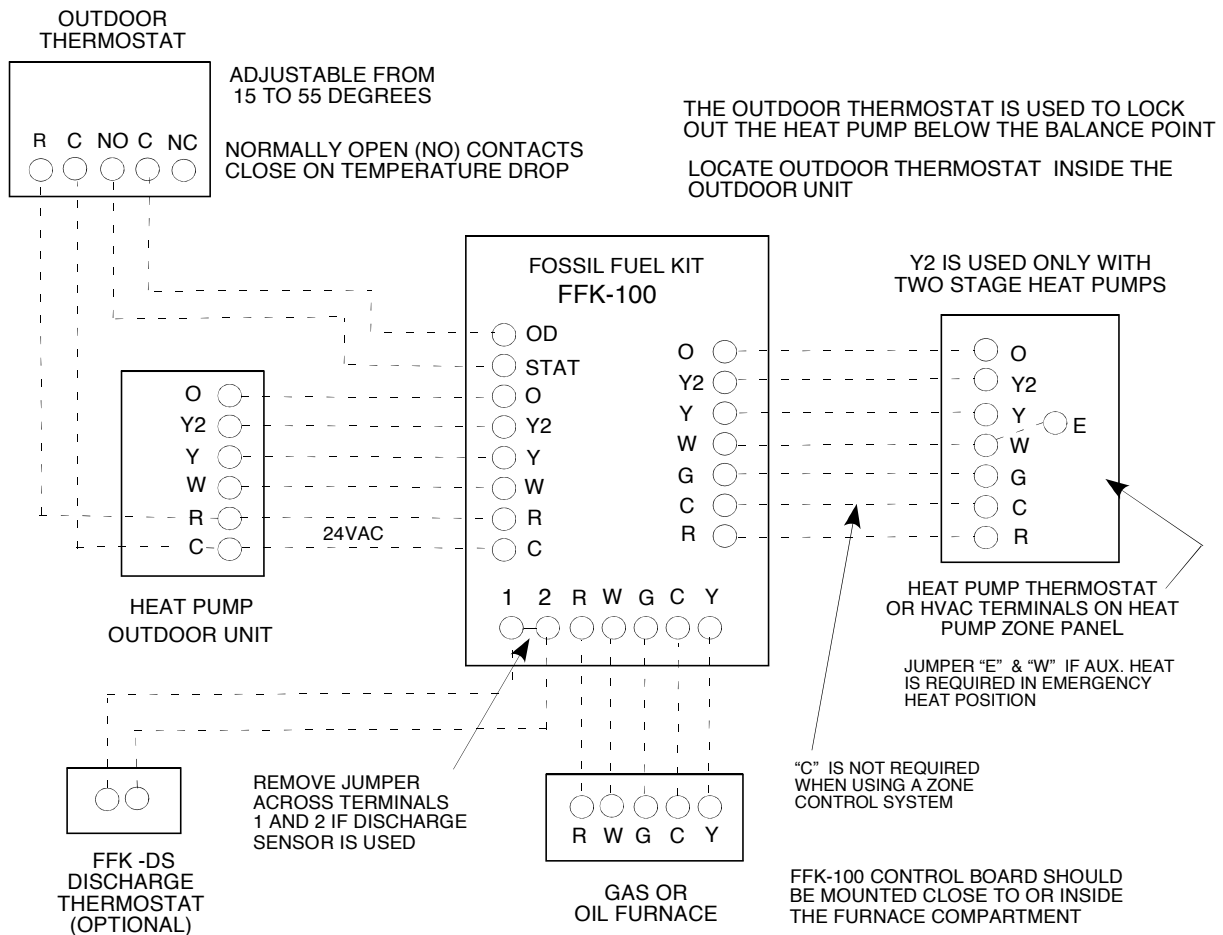 OUTDOOR
THERMOSTAT
ADJUSTABLE FROM
15 TO 55 DEGREES
R C NO C NC
NORMALLY OPEN (NO) CONTACTS
CLOSE ON TEMPERATURE DROP
THE OUTDOOR THERMOSTAT IS USED TO LOCK
OUT THE HEAT PUMP BELOW THE BALANCE POINT
LOCATE OUTDOOR THERMOSTAT INSIDE THE
OUTDOOR UNIT
FOSSIL FUEL KIT
FFK-100
OD
STAT
O
Y2
Y
W
R
C
O
Y2
Y
W
G
C
R
1 2 R W G C Y
O
Y2
Y
W
R
C
24VAC
HEAT PUMP
OUTDOOR UNIT
Y2 IS USED ONLY WITH
TWO STAGE HEAT PUMPS
O
Y2
Y
W
E
G
C
R
HEAT PUMP THERMOSTAT
OR HVAC TERMINALS ON HEAT
PUMP ZONE PANEL
JUMPER “E” & “W” IF AUX. HEAT
IS REQUIRED IN EMERGENCY
HEAT POSITION
REMOVE JUMPER
ACROSS TERMINALS
1 AND 2 IF DISCHARGE
SENSOR IS USED
“C” IS NOT REQUIRED
WHEN USING A ZONE
CONTROL SYSTEM
R W G C Y
GAS OR
OIL FURNACE
FFK -DS
DISCHARGE
THERMOSTAT
(OPTIONAL)
FFK-100 CONTROL BOARD SHOULD
BE MOUNTED CLOSE TO OR INSIDE
THE FURNACE COMPARTMENT